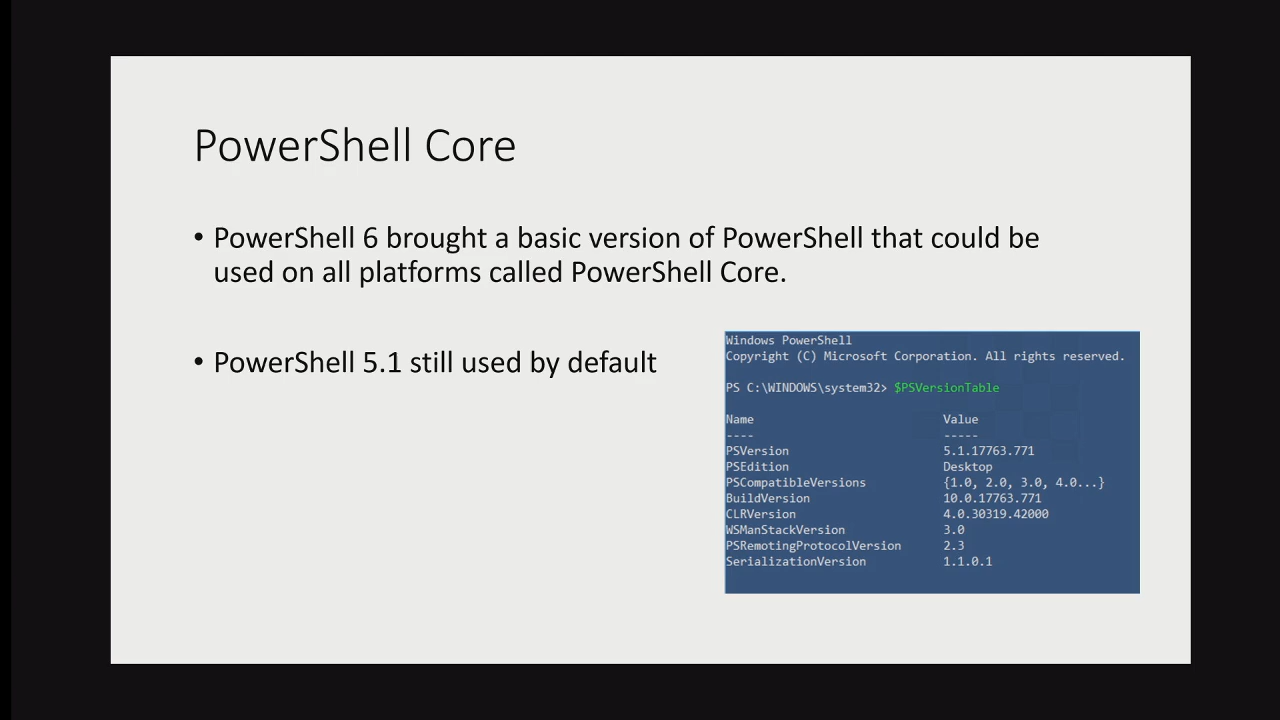 PowerShell Core
• PowerShell 6 brought a basic version of PowerShell that could be
used on all platforms called PowerShell Core.
• PowerShell 5.1 still used by default
Windows PowerShell
Copyright (C) Microsoft Corporation. All rights reserved.
PS C:\WINDOWS\system32> $PSVersionTable
Name Value
---- -----
PSVersion 5.1.17763.771
PSEdition Desktop
PSCompatibleVersions {1.0, 2.0, 3.0, 4.0...}
BuildVersion 10.0.17763.771
CLRVersion 4.0.30319.42000
WSManStackVersion 3.0
PSRemotingProtocolVersion 2.3
SerializationVersion 1.1.0.1